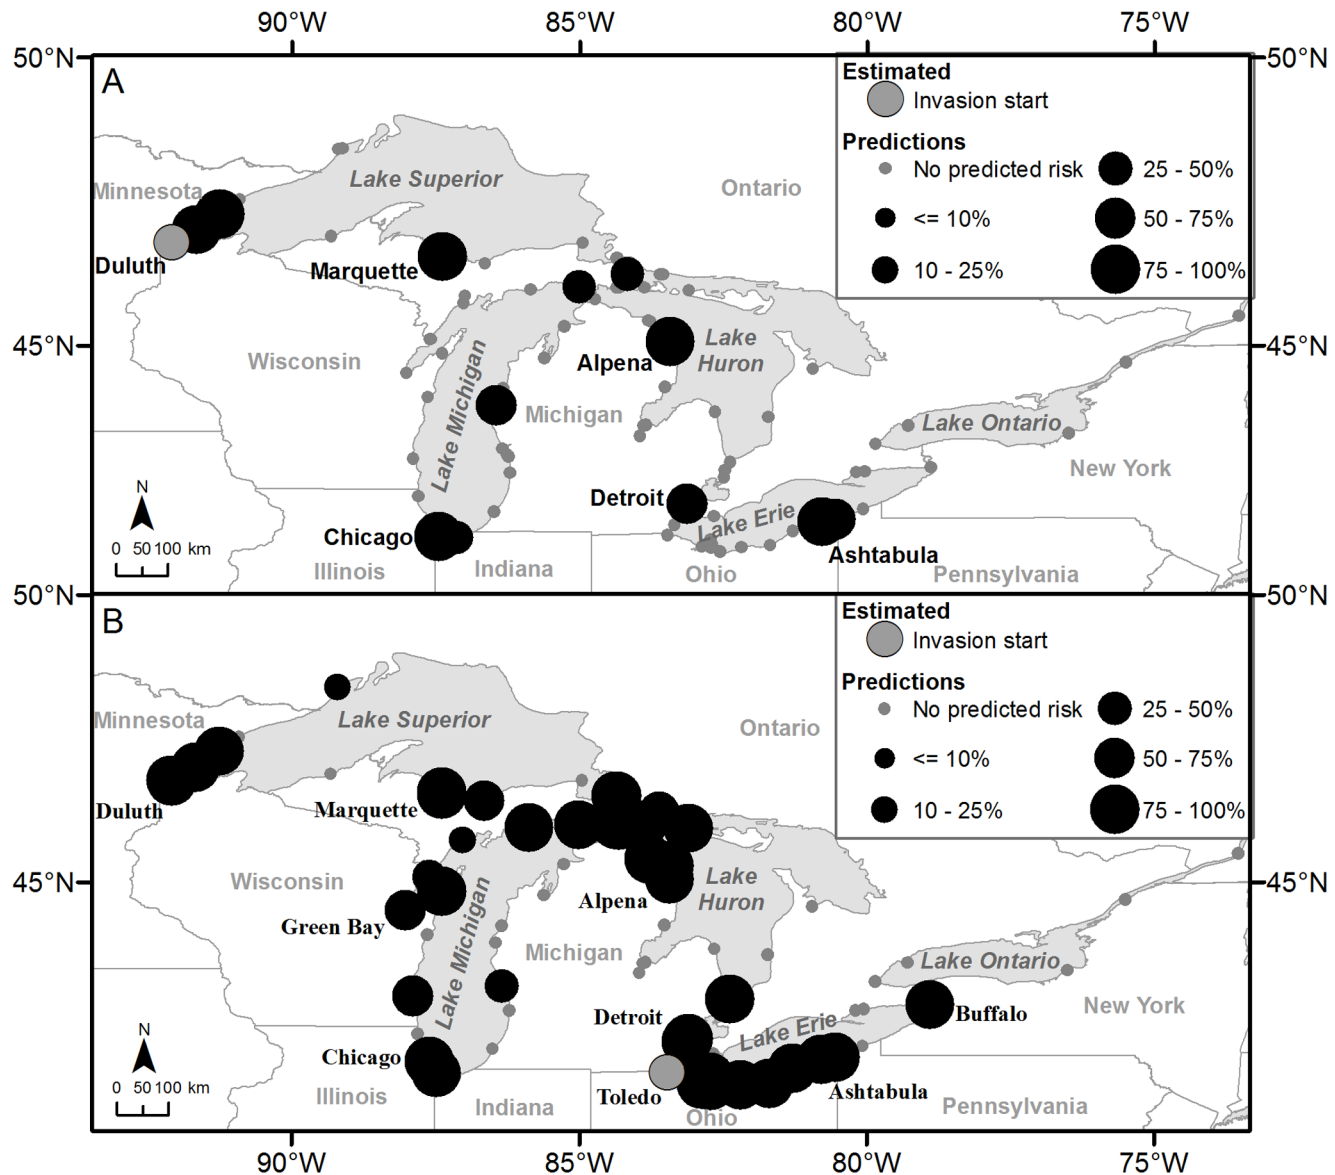 90°W 85°W 80°W 75°W
50°N 50°N
A
Estimated
Invasion start
Predictions
No predicted risk 25 - 50%
<= 10% 50 - 75%
10 - 25% 75 - 100%
Minnesota
Lake Superior
Ontario
Duluth
Marquette
45°N 45°N
Wisconsin
Alpena
Lake
Huron
Lake Michigan
Michigan
Lake Ontario
New York
Detroit
Lake Erie
N
Chicago
Ashtabula
0 50 100 km
Illinois
Indiana
Ohio
Pennsylvania
50°N 50°N
B
Estimated
Invasion start
Predictions
No predicted risk 25 - 50%
<= 10% 50 - 75%
10 - 25% 75 - 100%
Minnesota
Lake Superior
Ontario
Duluth
Marquette
45°N 45°N
Wisconsin
Alpena
Lake
Huron
Green Bay
Lake Michigan
Michigan
Lake Ontario
New York
Detroit
Lake Erie
Buffalo
N
Chicago
0 50 100 km
Toledo
Ashtabula
Illinois
Indiana
Ohio
Pennsylvania
90°W 85°W 80°W 75°W